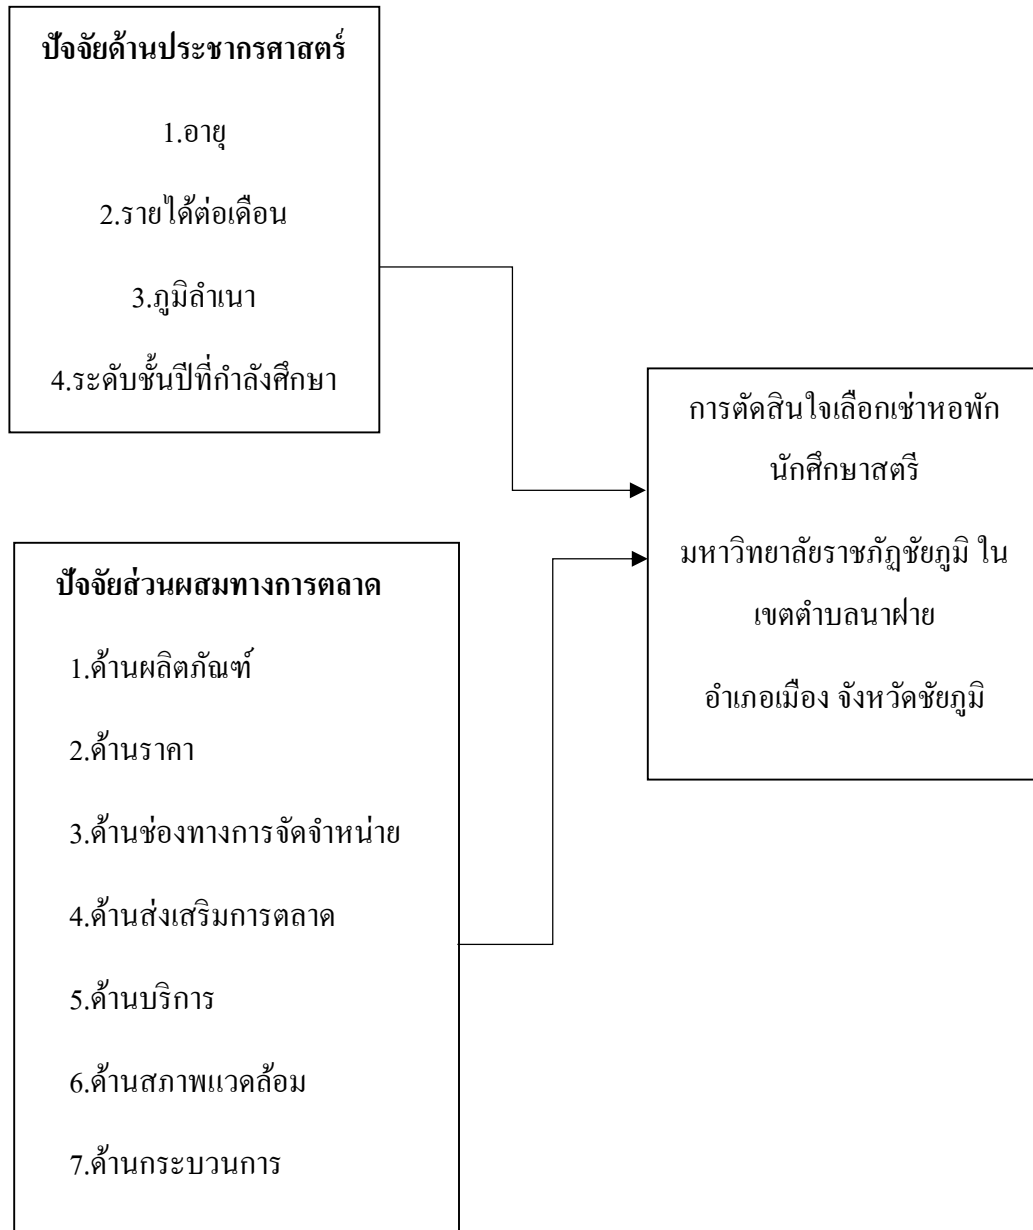 ปัจจัยด้านประชากรศาสตร์
1.อายุ
2.รายได้ต่อเดือน
3.ภูมิลำเนา
4.ระดับชั้นปีที่กำลังศึกษา
การตัดสินใจเลือกเช่าหอพัก
นักศึกษาสตรี
มหาวิทยาลัยราชภัฏชัยภูมิ ใน
เขตตำบลนาฝาย
อำเภอเมือง จังหวัดชัยภูมิ
ปัจจัยส่วนผสมทางการตลาด
1.ด้านผลิตภัณฑ์
2.ด้านราคา
3.ด้านช่องทางการจัดจำหน่าย
4.ด้านส่งเสริมการตลาด
5.ด้านบริการ
6.ด้านสภาพแวดล้อม
7.ด้านกระบวนการ